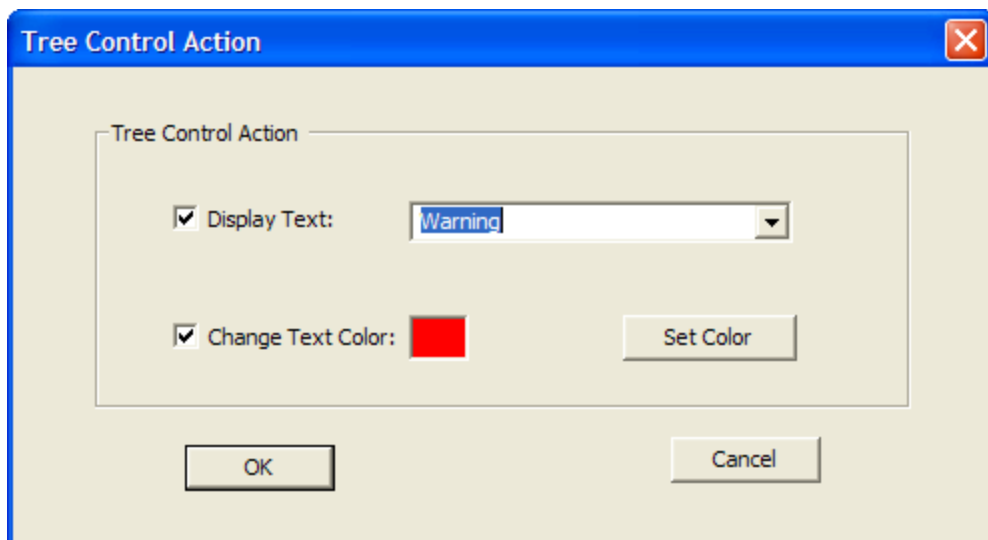 Tree Control Action
Tree Control Action
Display Text: Warning
Change Text Color: Set Color
OK Cancel